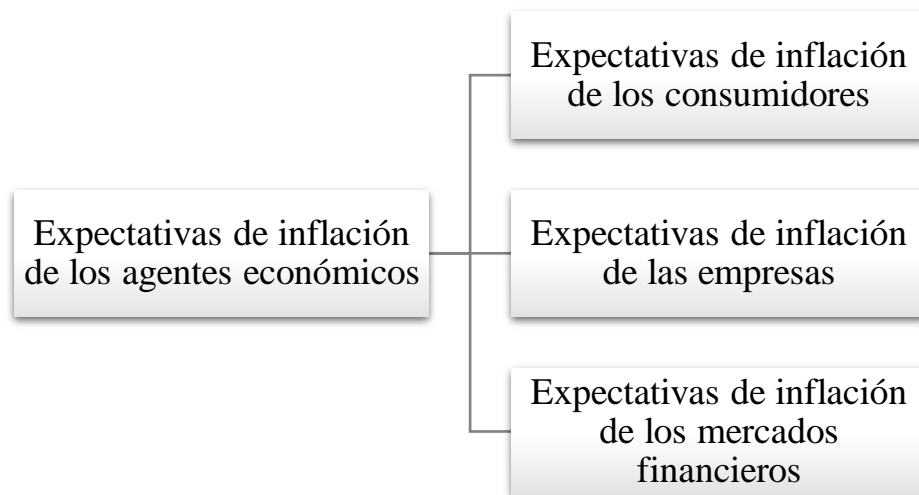 Expectativas de inflación
de los consumidores
Expectativas de inflación
de los agentes económicos
Expectativas de inflación
de las empresas
Expectativas de inflación
de los mercados
financieros